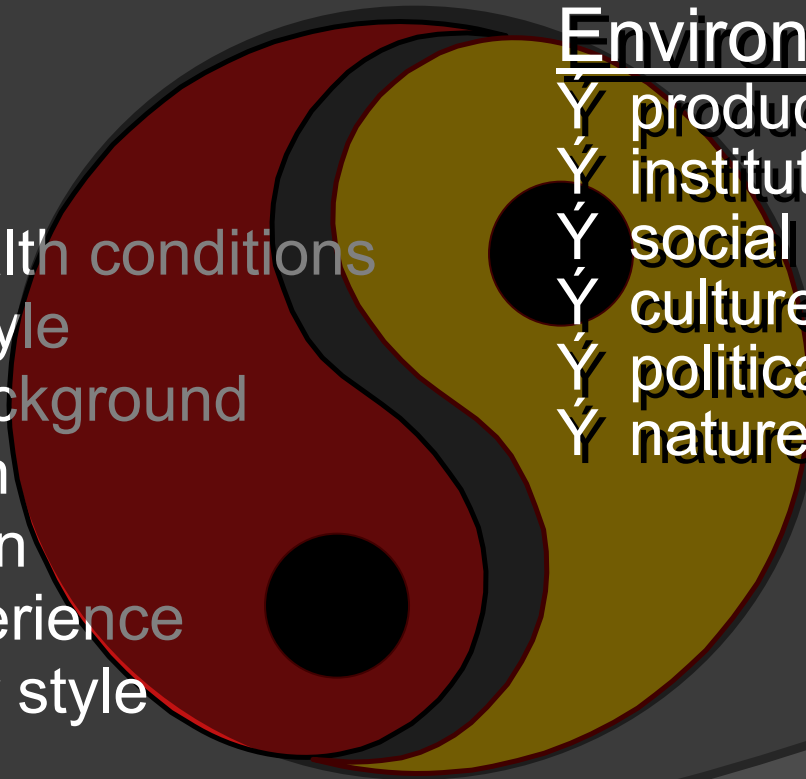 Environ
Ý produc
Ý institut
Ý social
Ý culture
Ý politica
Ý nature
lth conditions
yle
ckground
n
n
erience
style